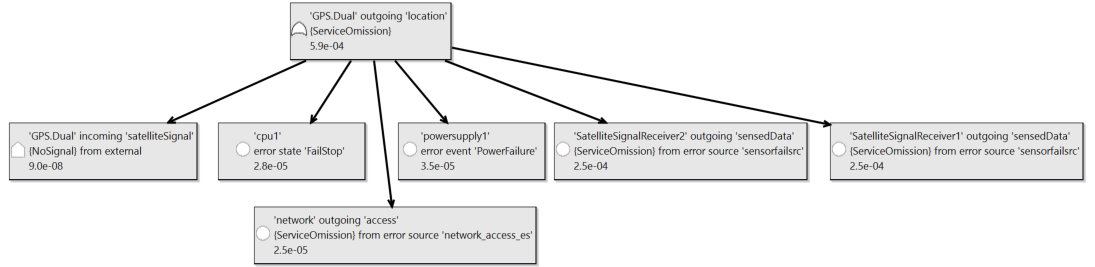 'GPS.Dual' outgoing 'location'
{ServiceOmission}
5.9e-04
'GPS.Dual' incoming 'satelliteSignal'
{NoSignal} from external
9.0e-08
'cpu1'
error state 'FailStop'
2.8e-05
'powersupply1'
error event 'PowerFailure'
3.5e-05
'SatelliteSignalReceiver2' outgoing 'sensedData'
{ServiceOmission} from error source 'sensorfailsrc'
2.5e-04
'SatelliteSignalReceiver1' outgoing 'sensedData'
{ServiceOmission} from error source 'sensorfailsrc'
2.5e-04
'network' outgoing 'access'
{ServiceOmission} from error source 'network_access_es'
2.5e-05